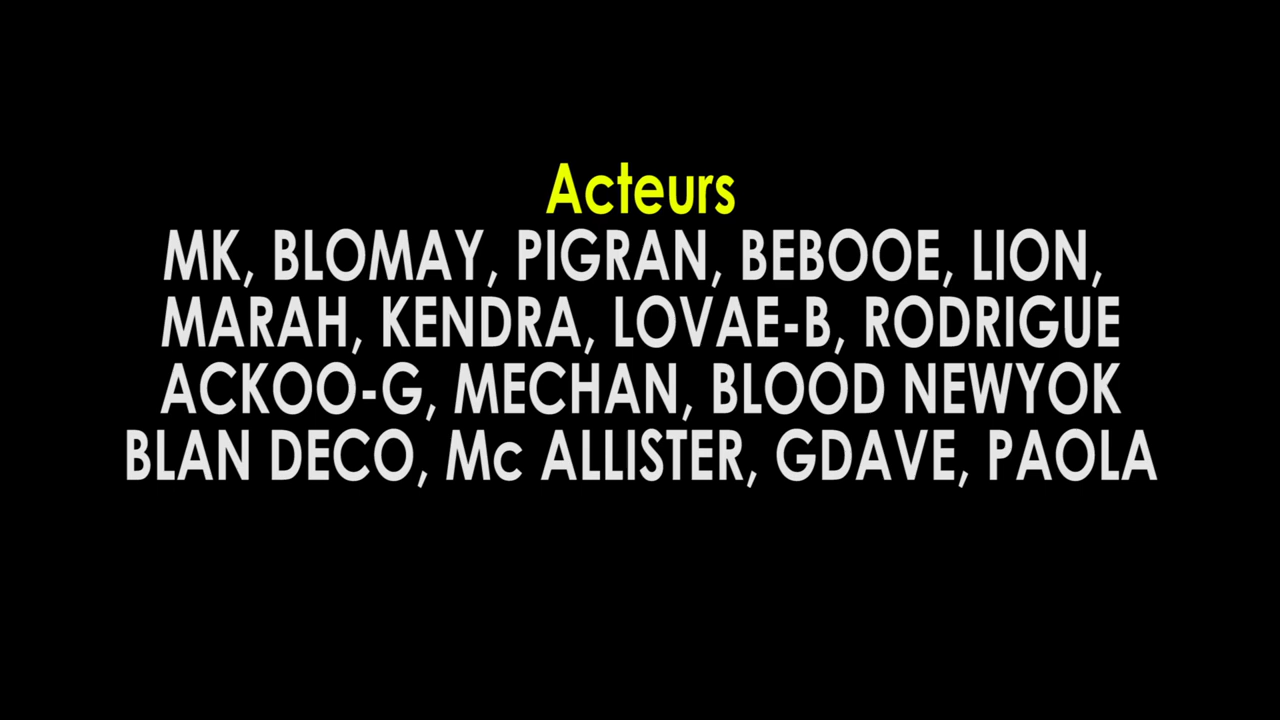 Acteurs
MK, BLOMAY, PIGRAN, BEBOOE, LION,
MARAH, KENDRA, LOVAE-B, RODRIGUE
ACKOO-G, MECHAN, BLOOD NEWYOK
BLAN DECO, Mc ALLISTER, GDAVE, PAOLA